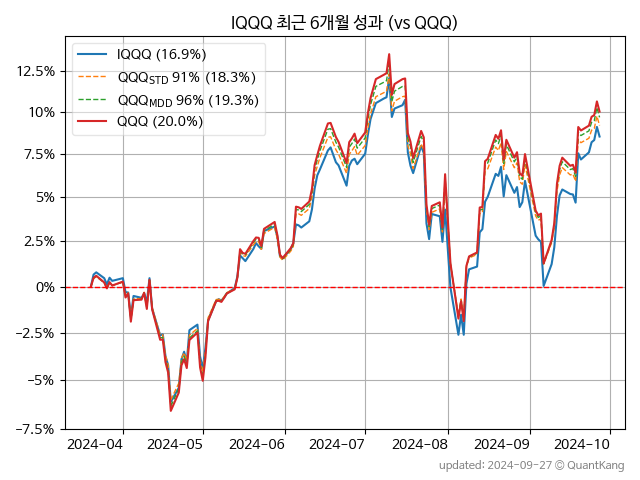 IQQQ 최근 6개월 성과 (vs QQQ)
IQQQ (16.9%)
QQQSTD 91% (18.3%)
QQQMDD 96% (19.3%)
QQQ (20.0%)
12.5%
10%
7.5%
5%
2.5%
0%
−2.5%
−5%
−7.5%
2024-04 2024-05 2024-06 2024-07 2024-08 2024-09 2024-10
updated: 2024-09-27 © QuantKang